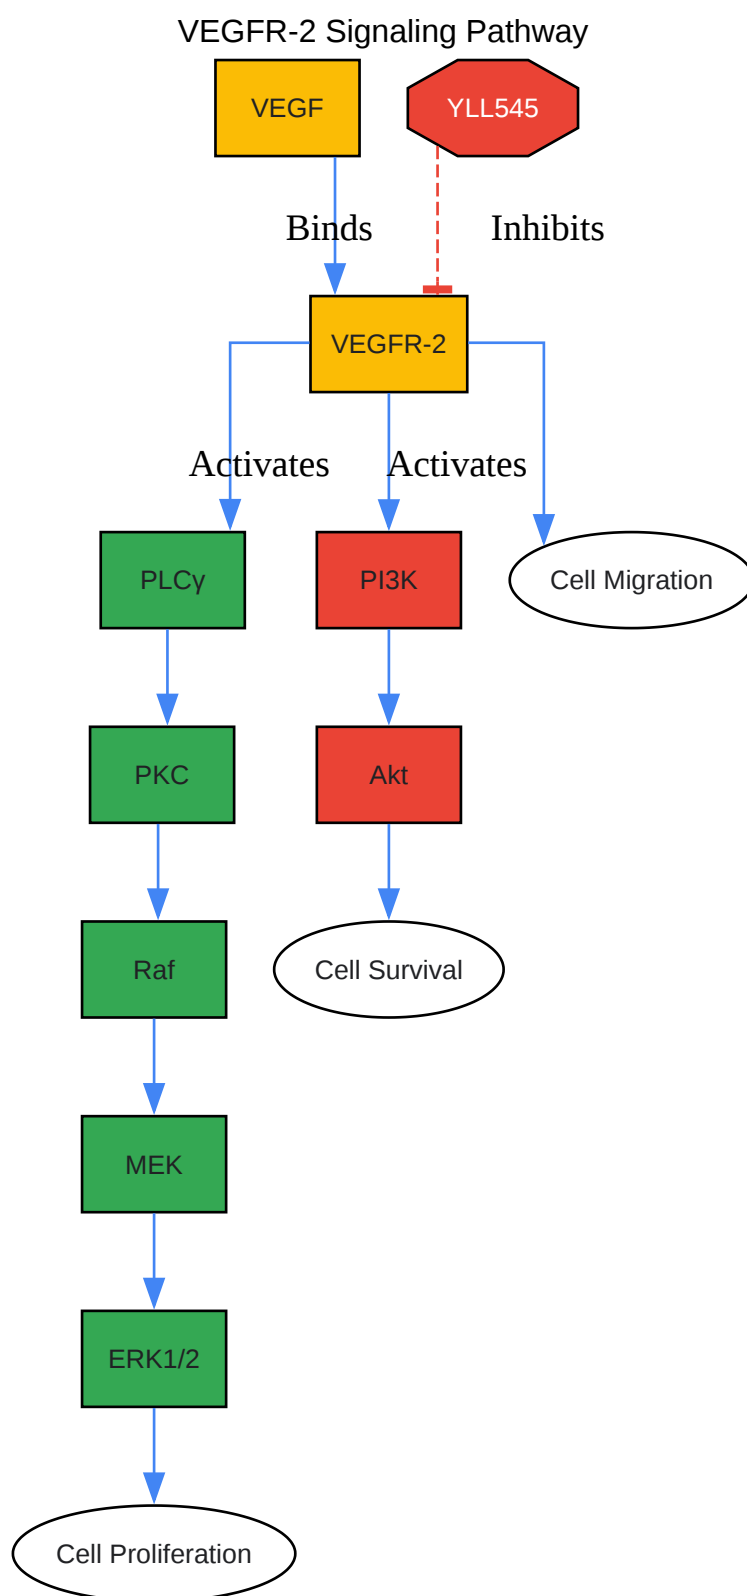 VEGFR-2 Signaling Pathway
VEGF
YLL545
Binds
Inhibits
VEGFR-2
Activates
Activates
PLCγ
PI3K
Cell Migration
PKC
Akt
Raf
Cell Survival
MEK
ERK1/2
Cell Proliferation